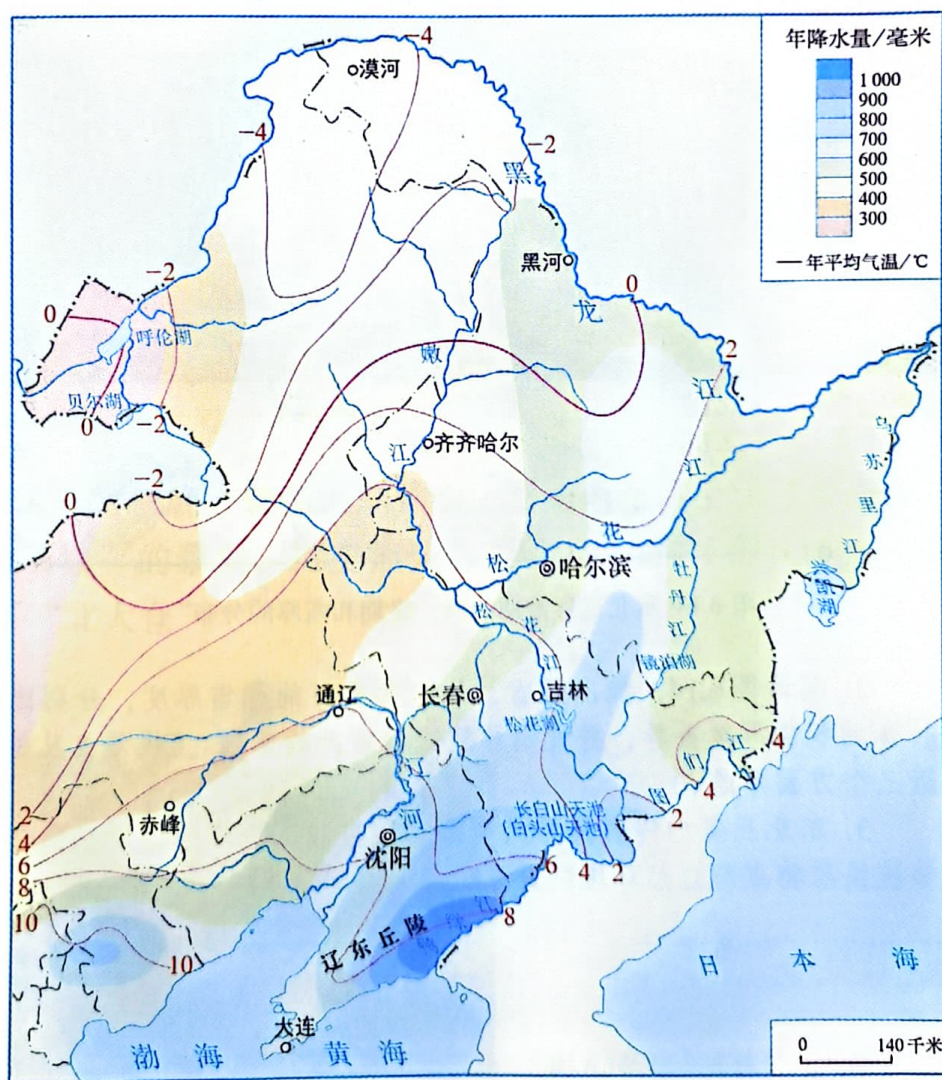 年降水量/毫米
1 000
900
800
700
600
500
400
300
年平均气温/℃
-4
漠河
-4
-2
黑
黑河
龙
江
0
2
-2
0
呼伦湖
贝尔湖
0
-2
嫩
江
齐齐哈尔
江
乌
苏
里
江
-2
0
花
松
哈尔滨
牡
丹
江
兴凯湖
松
花
江
镜泊湖
通辽
长春
吉林
松花湖
辽
河
4
江
们
图
4
2
长白山天池
(白头山天池)
赤峰
沈阳
2
4
6
8
10
6
4
2
8
鸭
绿
江
辽东丘陵
10
大连
渤海
黄海
日本海
0
140千米